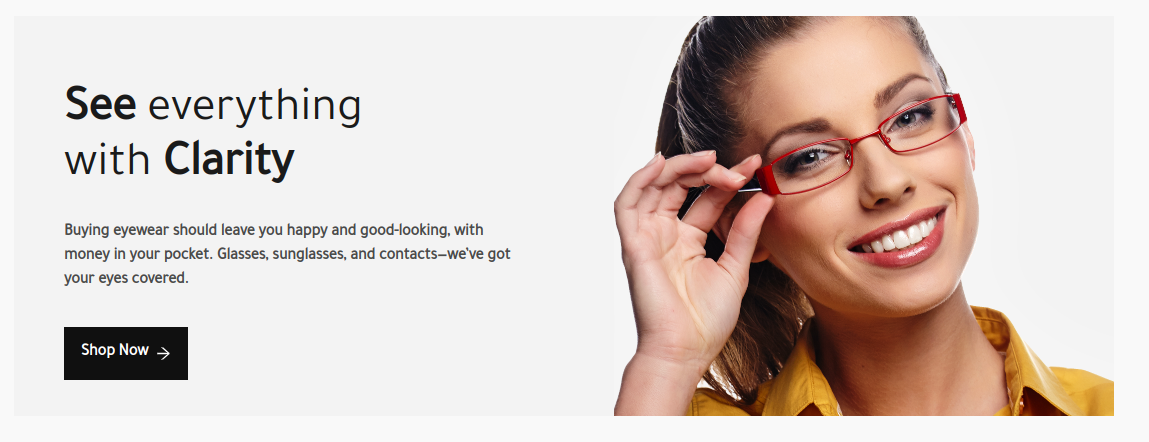 See everything
with Clarity
Buying eyewear should leave you happy and good-looking, with
money in your pocket. Glasses, sunglasses, and contacts—we've got
your eyes covered.
Shop Now →